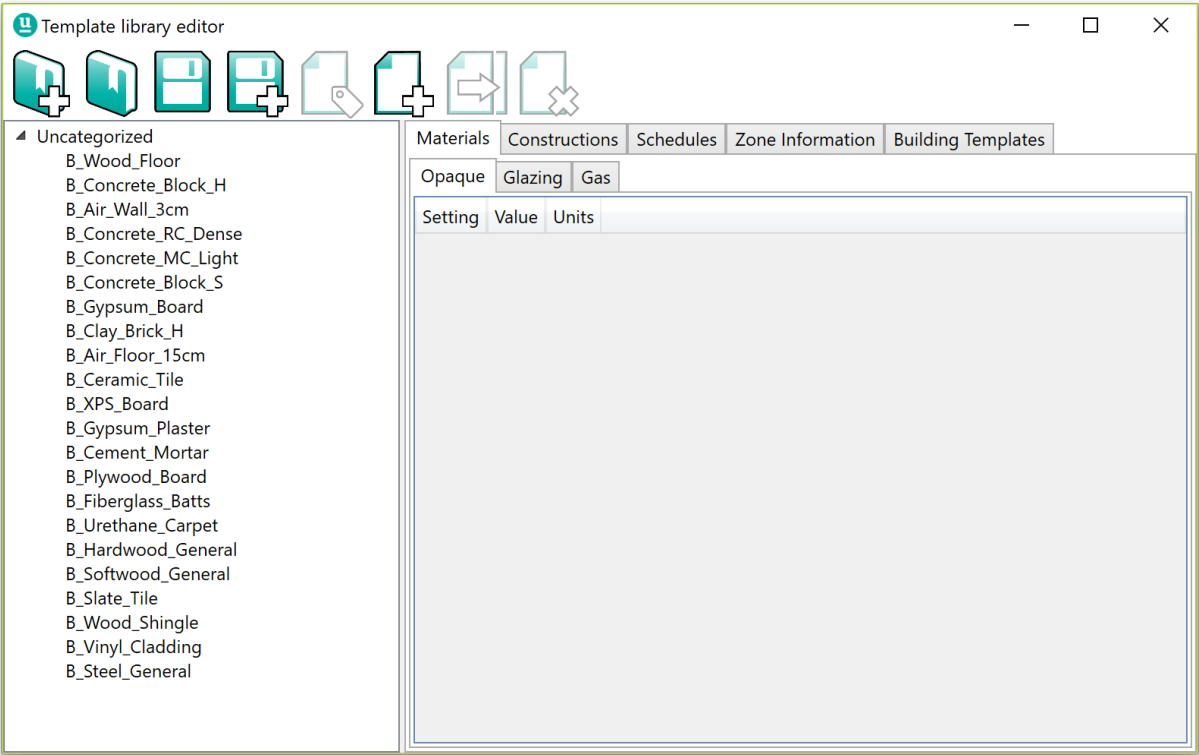 Template library editor
Uncategorized
B_Wood_Floor
B_Concrete_Block_H
B_Air_Wall_3cm
B_Concrete_RC_Dense
B_Concrete_MC_Light
B_Concrete_Block_S
B_Gypsum_Board
B_Clay_Brick_H
B_Air_Floor_15cm
B_Ceramic_Tile
B_XPS_Board
B_Gypsum_Plaster
B_Cement_Mortar
B_Plywood_Board
B_Fiberglass_Batts
B_Urethane_Carpet
B_Hardwood_General
B_Softwood_General
B_Slate_Tile
B_Wood_Shingle
B_Vinyl_Cladding
B_Steel_General
Materials Constructions Schedules Zone Information Building Templates
Opaque Glazing Gas
Setting Value Units